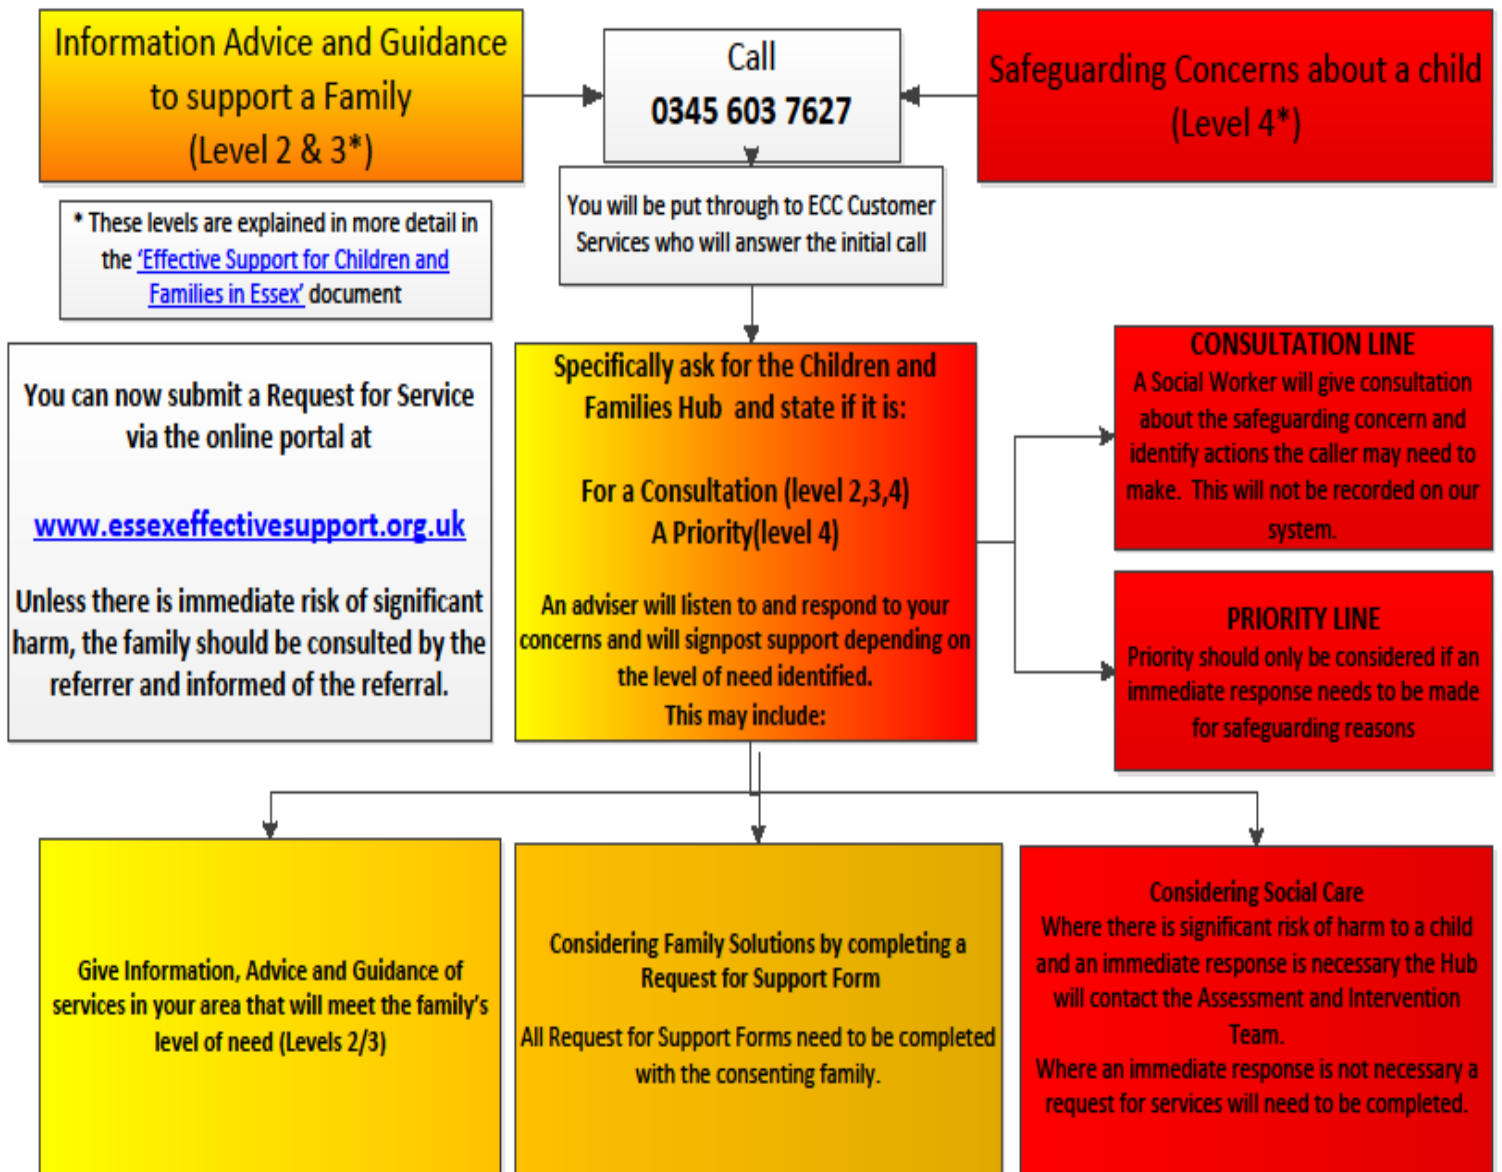 Information Advice and Guidance
to support a Family
(Level 2 & 3*)
Call
0345 603 7627
Safeguarding Concerns about a child
(Level 4*)
* These levels are explained in more detail in
the ‘Effective Support for Children and
Families in Essex’ document
You will be put through to ECC Customer
Services who will answer the initial call
You can now submit a Request for Service
via the online portal at
www.essexeffectivesupport.org.uk
Unless there is immediate risk of significant
harm, the family should be consulted by the
referrer and informed of the referral.
Specifically ask for the Children and
Families Hub and state if it is:
For a Consultation (level 2,3,4)
A Priority(level 4)
An adviser will listen to and respond to your
concerns and will signpost support depending on
the level of need identified.
This may include:
CONSULTATION LINE
A Social Worker will give consultation
about the safeguarding concern and
identify actions the caller may need to
make. This will not be recorded on our
system.
PRIORITY LINE
Priority should only be considered if an
immediate response needs to be made
for safeguarding reasons
Give Information, Advice and Guidance of
services in your area that will meet the family’s
level of need (Levels 2/3)
Considering Family Solutions by completing a
Request for Support Form
All Request for Support Forms need to be completed
with the consenting family.
Considering Social Care
Where there is significant risk of harm to a child
and an immediate response is necessary the Hub
will contact the Assessment and Intervention
Team.
Where an immediate response is not necessary a
request for services will need to be completed.